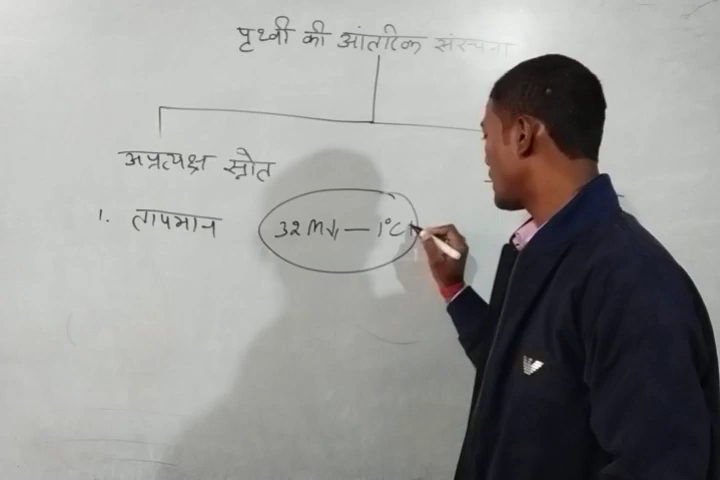 पृथ्वी की आंतरिक संरचना
अप्रत्यक्ष स्रोत
1. तापमान 32 M↓ — 1°C↑